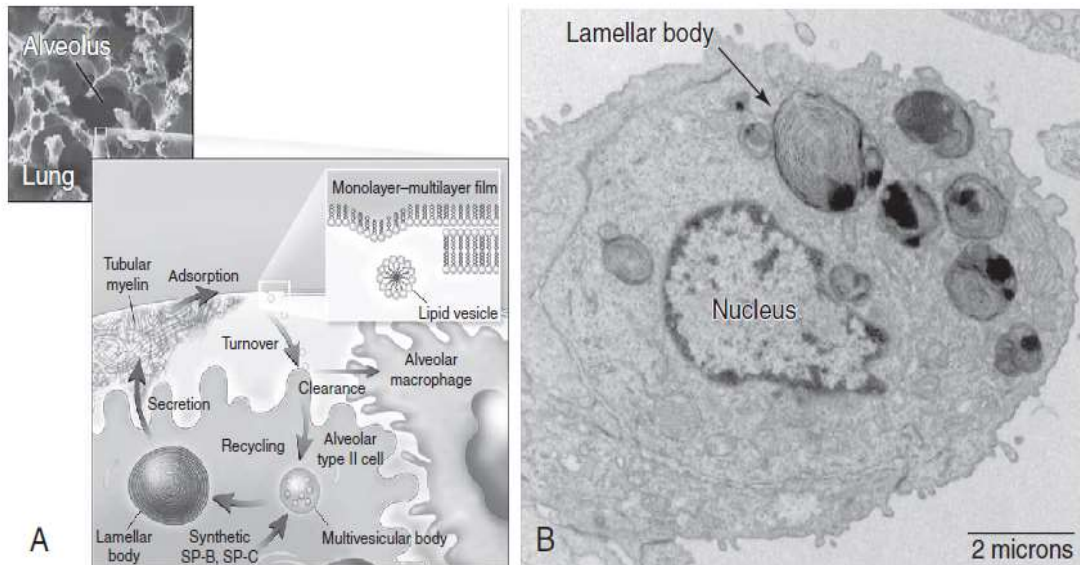 Alveolus
Lung
Monolayer–multilayer film
Lipid vesicle
Tubular
myelin
Adsorption
Turnover
Clearance
Alveolar
macrophage
Secretion
Recycling
Alveolar
type II cell
Lamellar
body
Synthetic
SP-B, SP-C
Multivesicular body
A
Lamellar body
Nucleus
B
2 microns